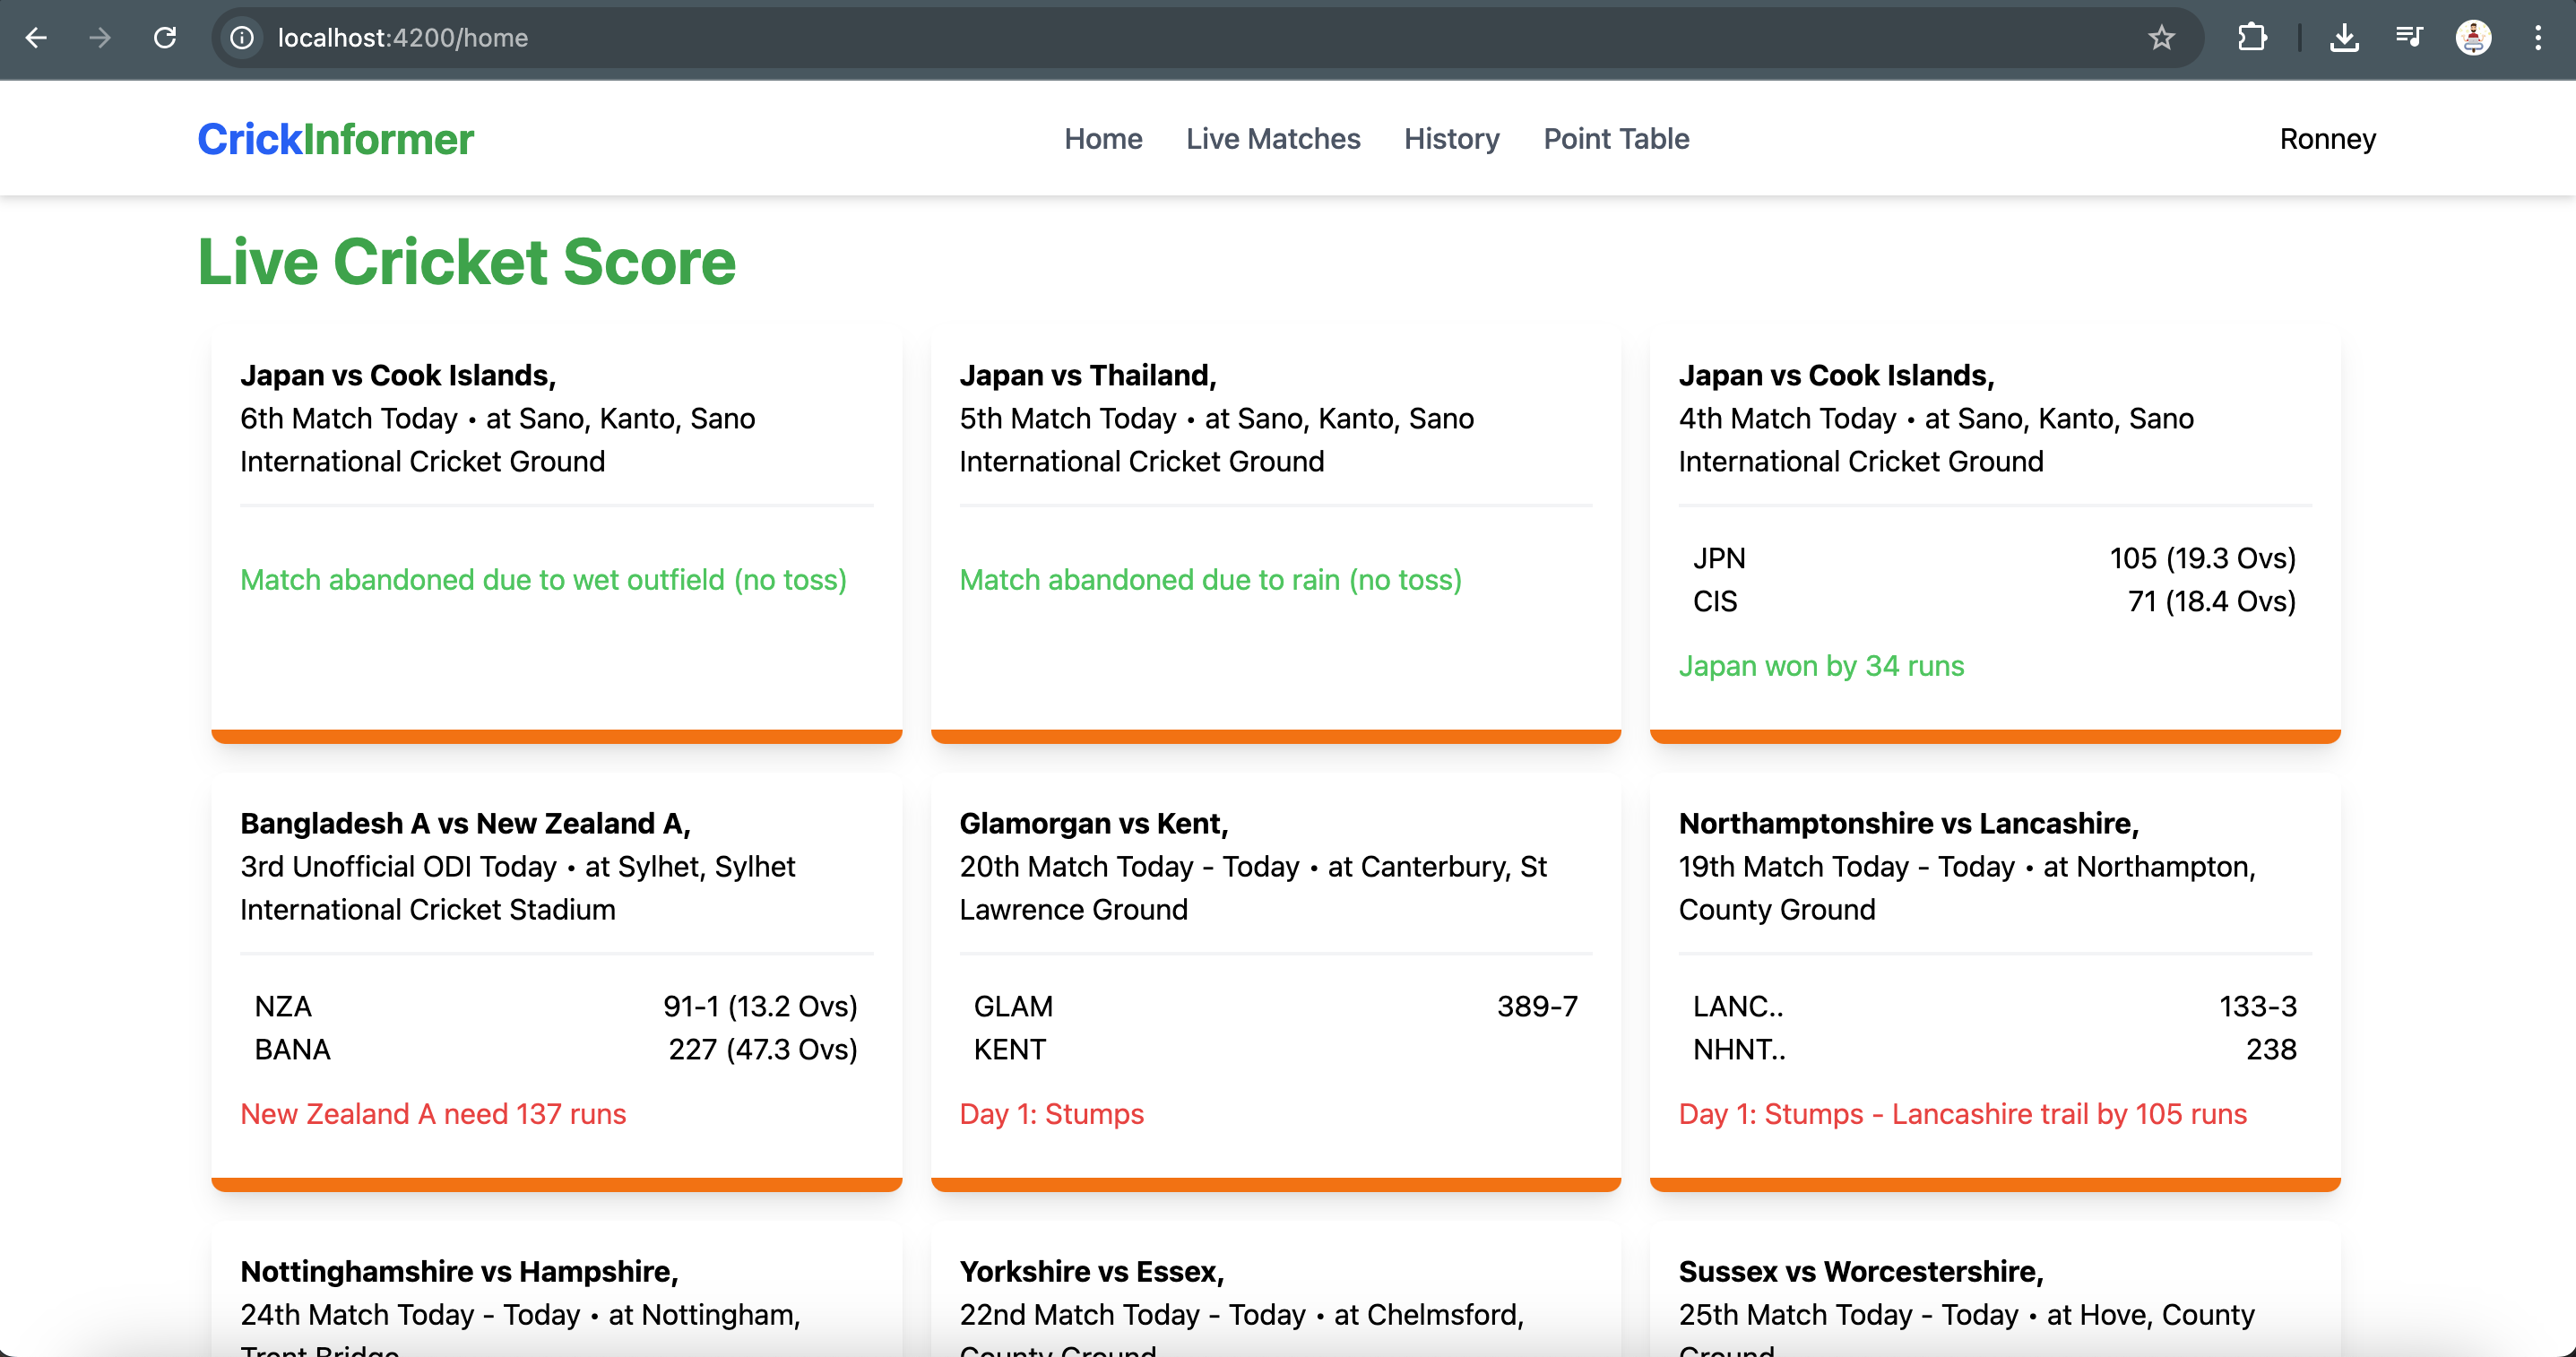 localhost:4200/home
CrickInformer
Home Live Matches History Point Table
Ronney
Live Cricket Score
Japan vs Cook Islands,
6th Match Today • at Sano, Kanto, Sano
International Cricket Ground
Match abandoned due to wet outfield (no toss)
Japan vs Thailand,
5th Match Today • at Sano, Kanto, Sano
International Cricket Ground
Match abandoned due to rain (no toss)
Japan vs Cook Islands,
4th Match Today • at Sano, Kanto, Sano
International Cricket Ground
JPN 105 (19.3 Ovs)
CIS 71 (18.4 Ovs)
Japan won by 34 runs
Bangladesh A vs New Zealand A,
3rd Unofficial ODI Today • at Sylhet, Sylhet
International Cricket Stadium
NZA 91-1 (13.2 Ovs)
BANA 227 (47.3 Ovs)
New Zealand A need 137 runs
Glamorgan vs Kent,
20th Match Today - Today • at Canterbury, St
Lawrence Ground
GLAM 389-7
KENT
Day 1: Stumps
Northamptonshire vs Lancashire,
19th Match Today - Today • at Northampton,
County Ground
LANC.. 133-3
NHNT.. 238
Day 1: Stumps - Lancashire trail by 105 runs
Nottinghamshire vs Hampshire,
24th Match Today - Today • at Nottingham,
Trent Bridge
Yorkshire vs Essex,
22nd Match Today - Today • at Chelmsford,
County Ground
Sussex vs Worcestershire,
25th Match Today - Today • at Hove, County
Ground